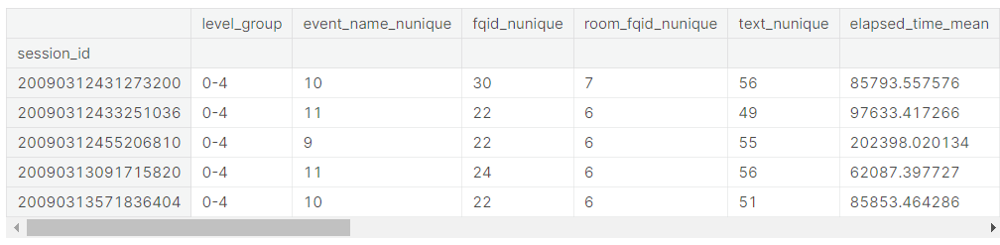 level_group event_name_nunique fqid_nunique room_fqid_nunique text_nunique elapsed_time_mean
session_id
20090312431273200 0-4 10 30 7 56 85793.557576
20090312433251036 0-4 11 22 6 49 97633.417266
20090312455206810 0-4 9 22 6 55 202398.020134
20090313091715820 0-4 11 24 6 56 62087.397727
20090313571836404 0-4 10 22 6 51 85853.464286